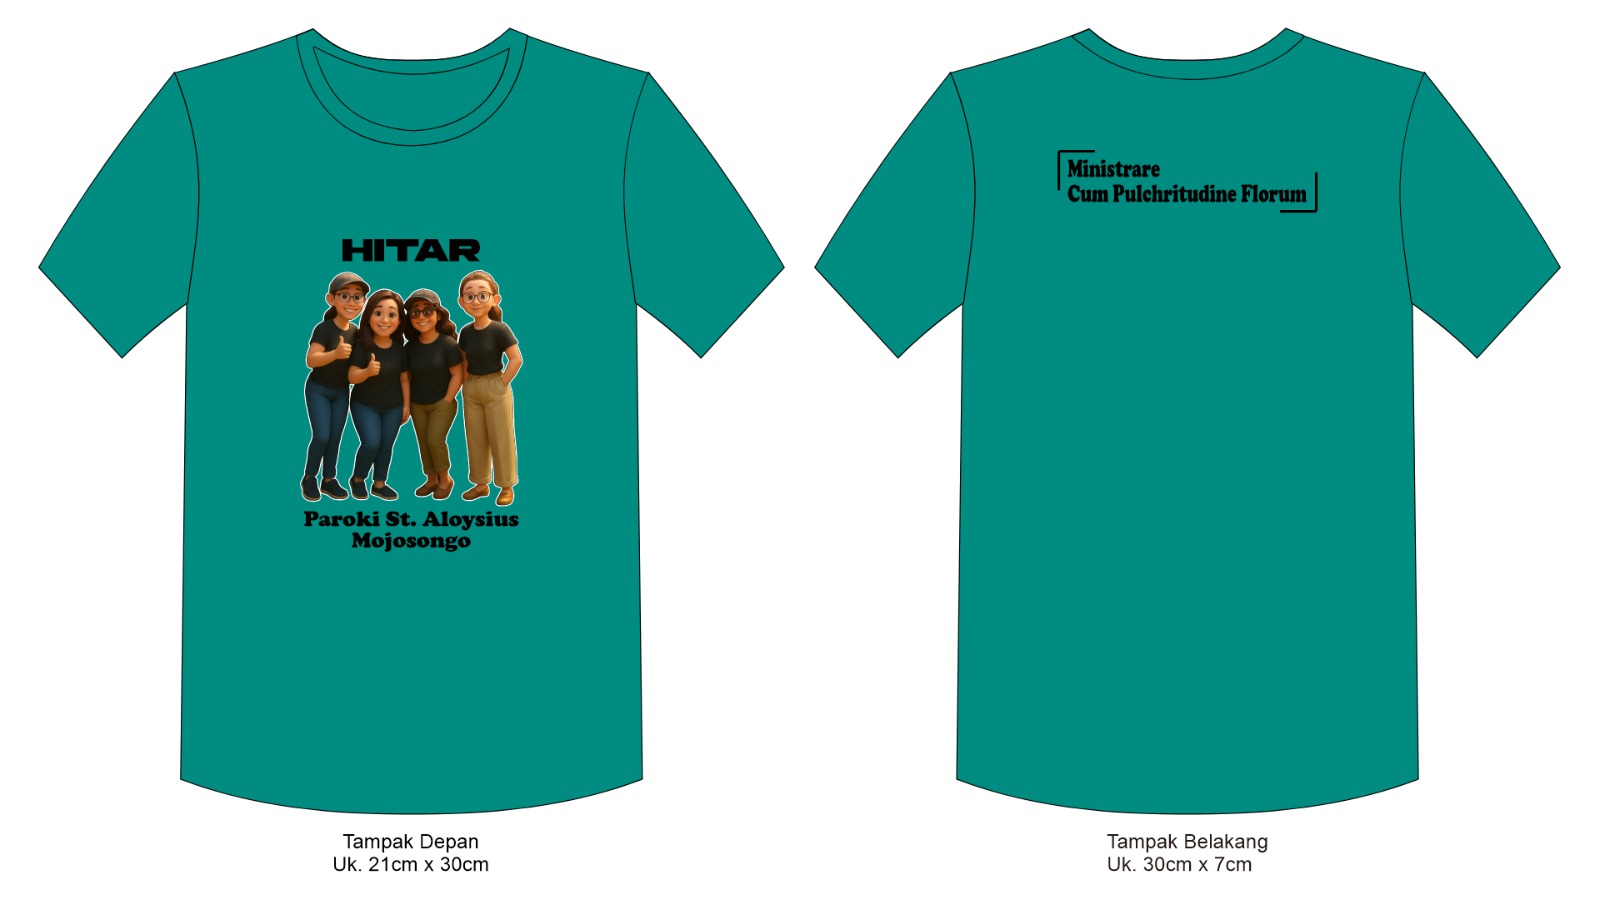 HITAR
Paroki St. Aloysius
Mojosongo
Tampak Depan
Uk. 21cm x 30cm
Ministrare
Cum Pulchritudine Florum
Tampak Belakang
Uk. 30cm x 7cm